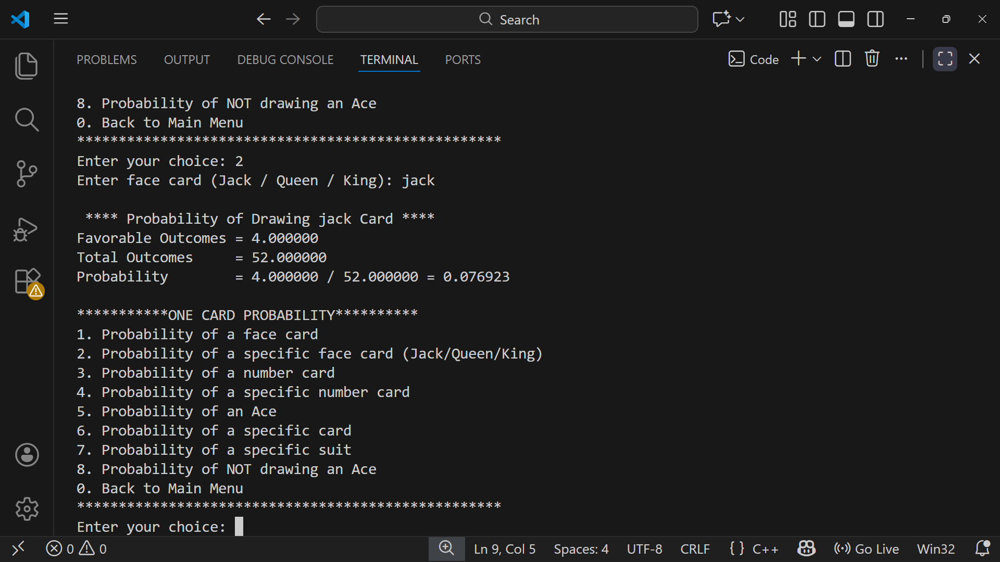 Search
PROBLEMS OUTPUT DEBUG CONSOLE TERMINAL PORTS Code
8. Probability of NOT drawing an Ace
0. Back to Main Menu
***************************************************
Enter your choice: 2
Enter face card (Jack / Queen / King): jack
**** Probability of Drawing jack Card ****
Favorable Outcomes = 4.000000
Total Outcomes     = 52.000000
Probability        = 4.000000 / 52.000000 = 0.076923
***********ONE CARD PROBABILITY**********
1. Probability of a face card
2. Probability of a specific face card (Jack/Queen/King)
3. Probability of a number card
4. Probability of a specific number card
5. Probability of an Ace
6. Probability of a specific card
7. Probability of a specific suit
8. Probability of NOT drawing an Ace
0. Back to Main Menu
***************************************************
Enter your choice:
0 0 Ln 9, Col 5 Spaces: 4 UTF-8 CRLF { } C++ Go Live Win32